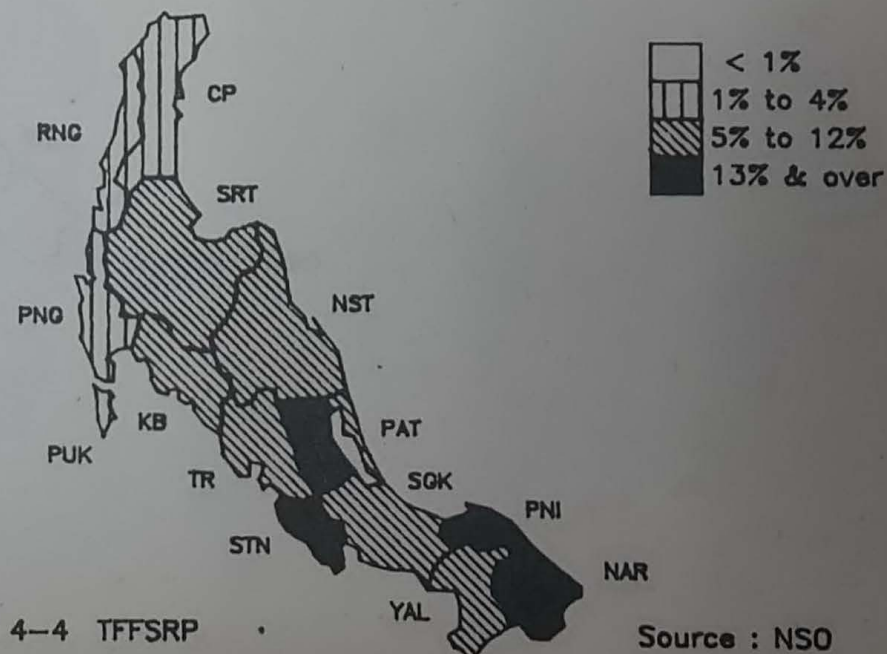 < 1%
1% to 4%
5% to 12%
13% & over
CP
RNG
SRT
PNG
NST
KB
PUK
PAT
TR
SGK
PNI
STN
NAR
YAL
4-4 TFFSRP
Source : NSO